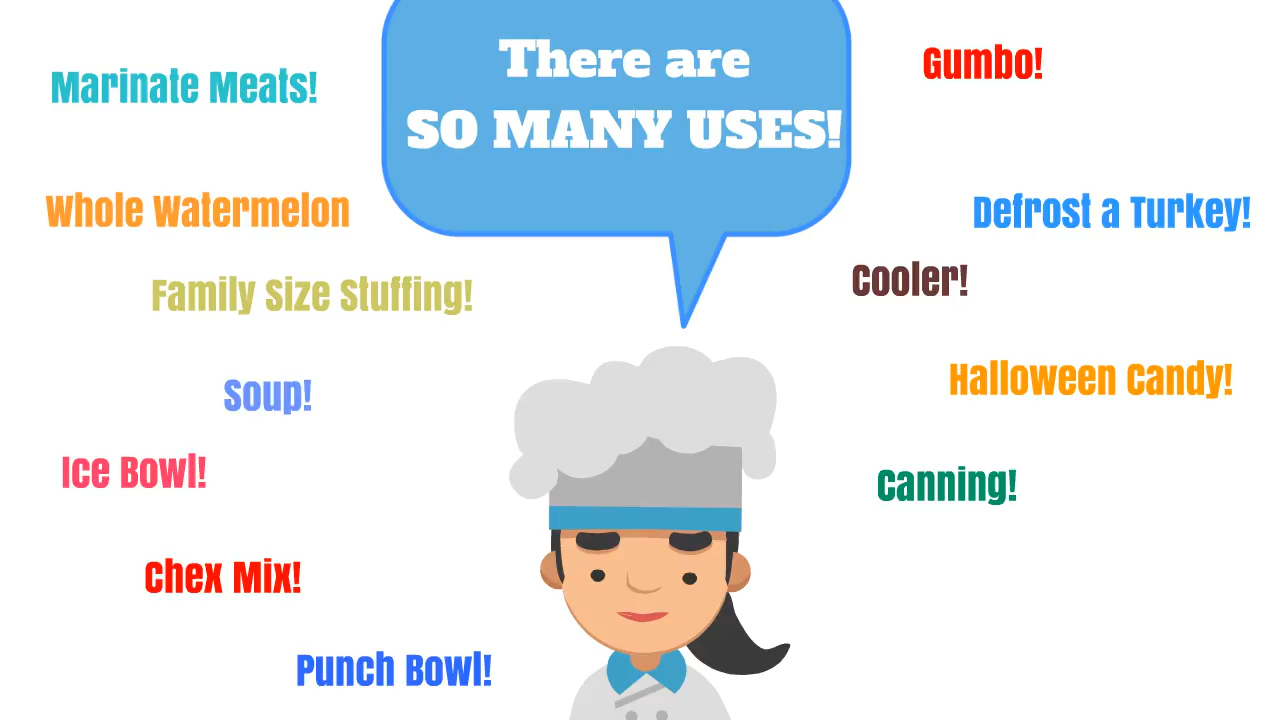 There are
SO MANY USES!
Marinate Meats!
Whole Watermelon
Family Size Stuffing!
Soup!
Ice Bowl!
Chex Mix!
Punch Bowl!
Gumbo!
Defrost a Turkey!
Cooler!
Halloween Candy!
Canning!